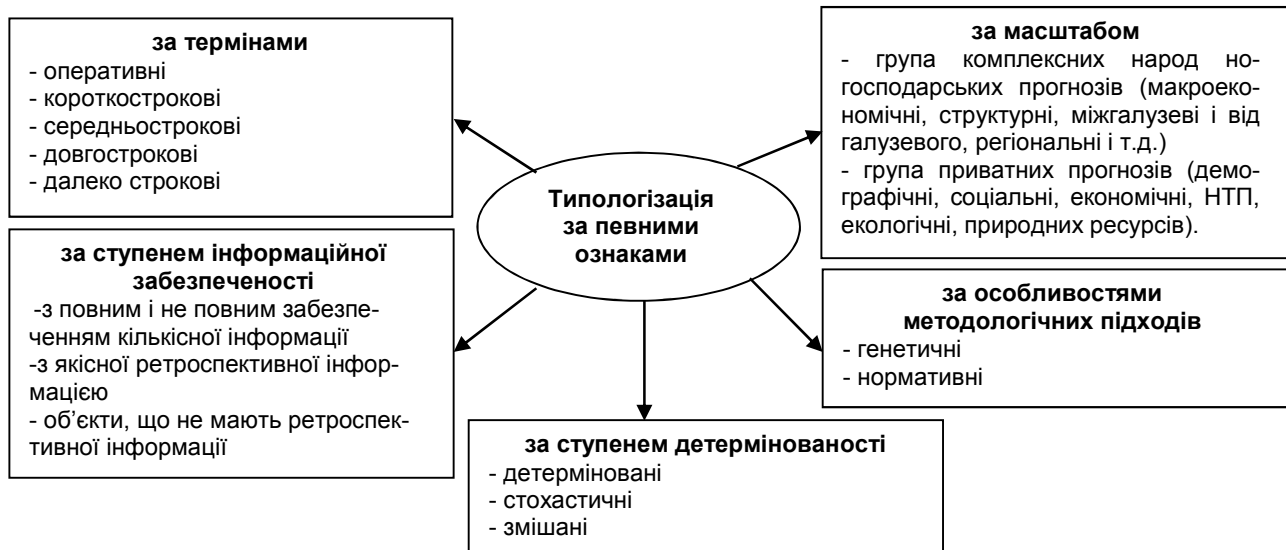 за термінами
- оперативні
- короткострокові
- середньострокові
- довгострокові
- далеко строкові
за масштабом
- група комплексних народ но-
господарських прогнозів (макроеко-
номічні, структурні, міжгалузеві і від
галузевого, регіональні і т.д.)
- група приватних прогнозів (демо-
графічні, соціальні, економічні, НТП,
екологічні, природних ресурсів).
Типологізація
за певними
ознаками
за ступенем інформаційної
забезпеченості
-з повним і не повним забезпе-
ченням кількісної інформації
-з якісної ретроспективної інфор-
мацією
- об’єкти, що не мають ретроспек-
тивної інформації
за особливостями
методологічних підходів
- генетичні
- нормативні
за ступенем детермінованості
- детерміновані
- стохастичні
- змішані